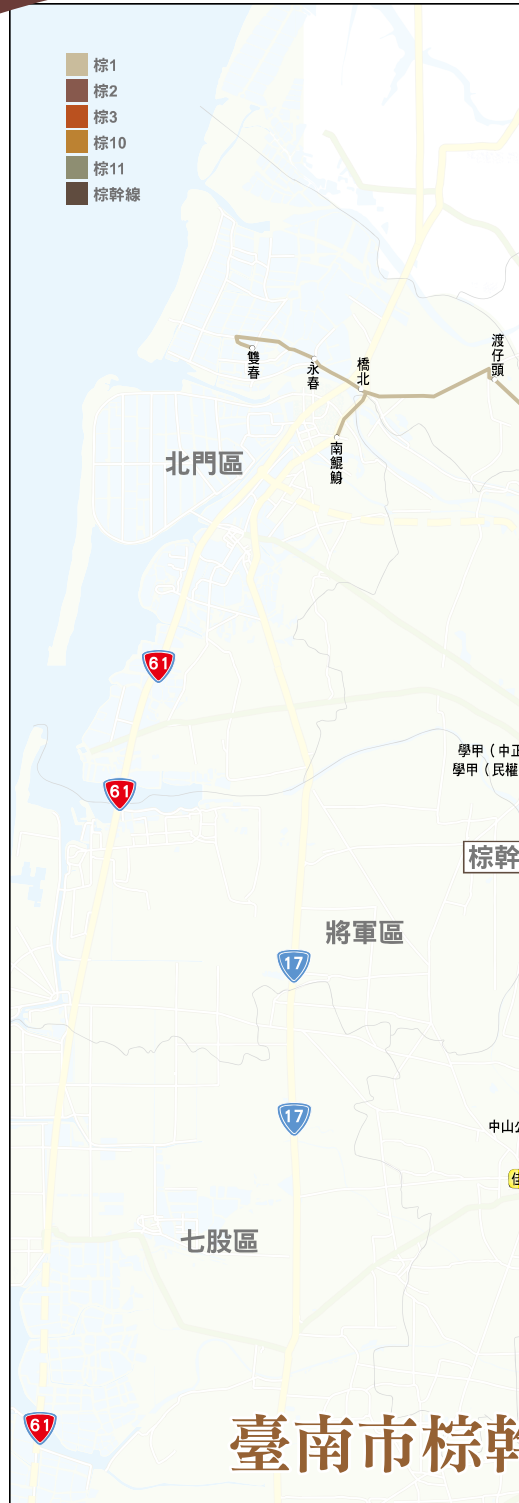 棕1
棕2
棕3
棕10
棕11
棕幹線
渡仔頭
橋北
雙春
永春
南鯤鯓
北門區
61
學甲（中正
學甲（民權
61
棕幹
將軍區
17
17
中山公
佳
七股區
61
臺南市棕幹